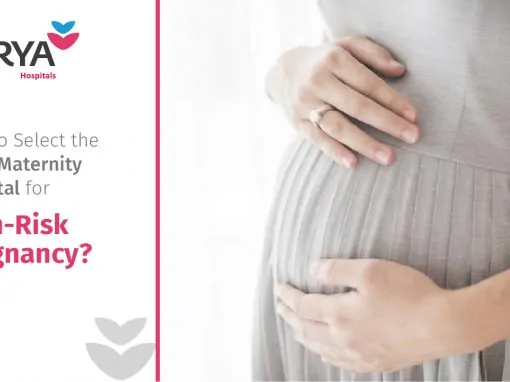 RYA
Hospitals
o Select the
Maternity
tal for
-Risk
gnancy?